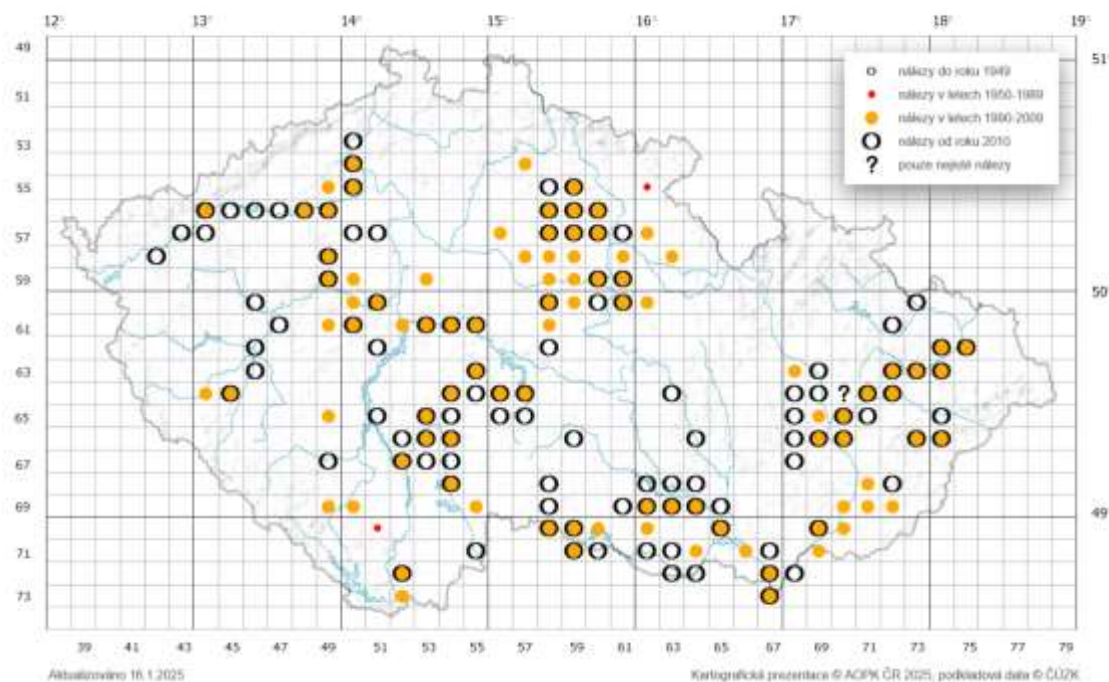 12° 13° 14° 15° 16° 17° 18° 19°
49 51°
nálezy do roku 1949
51 nálezy v letech 1950-1989
nálezy v letech 1990-2009
53 nálezy od roku 2010
? pouze nejisté nálezy
55
57
59 50°
61
63
?
65
67
69 49°
71
73
39 41 43 45 47 49 51 53 55 57 59 61 63 65 67 69 71 73 75 77 79
Aktualizováno 16.1.2025 Kartografická prezentace © AOPK ČR 2025, podkladová data © ČÚZK